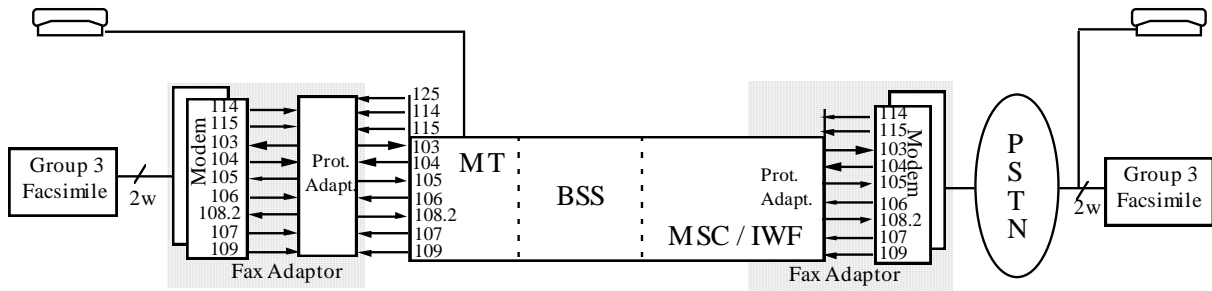 Group 3
Facsimile
2w
Modem
114
115
103
104
105
106
108.2
107
109
Prot.
Adapt.
Fax Adaptor
125
114
115
103
104
105
106
108.2
107
109
MT
BSS
MSC / IWF
Prot.
Adapt.
Fax Adaptor
114
115
103
104
105
106
108.2
107
109
Modem
PSTN
2w
Group 3
Facsimile